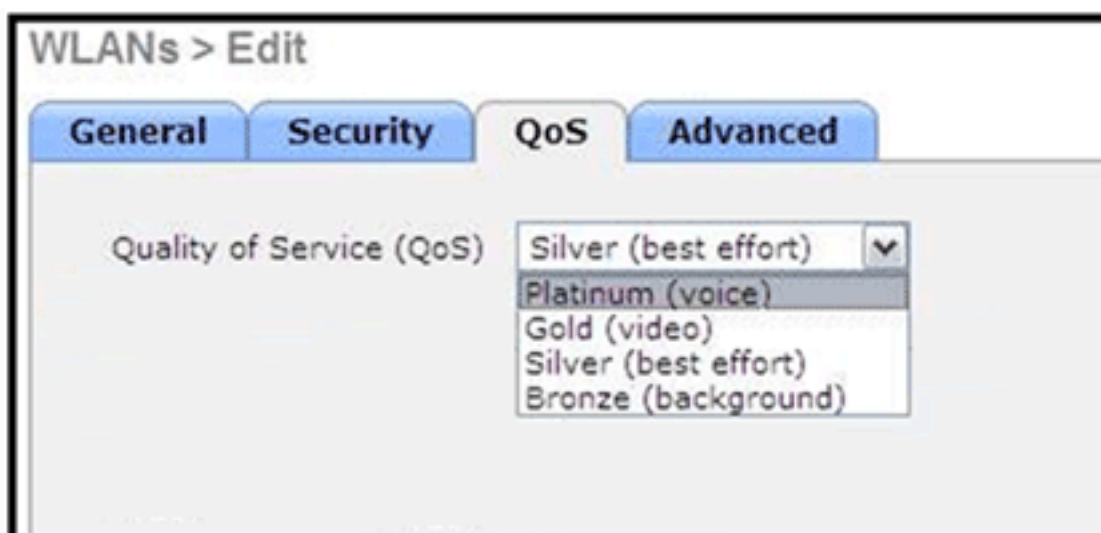 WLANs > Edit
General Security QoS Advanced
Quality of Service (QoS) Silver (best effort)
Platinum (voice)
Gold (video)
Silver (best effort)
Bronze (background)